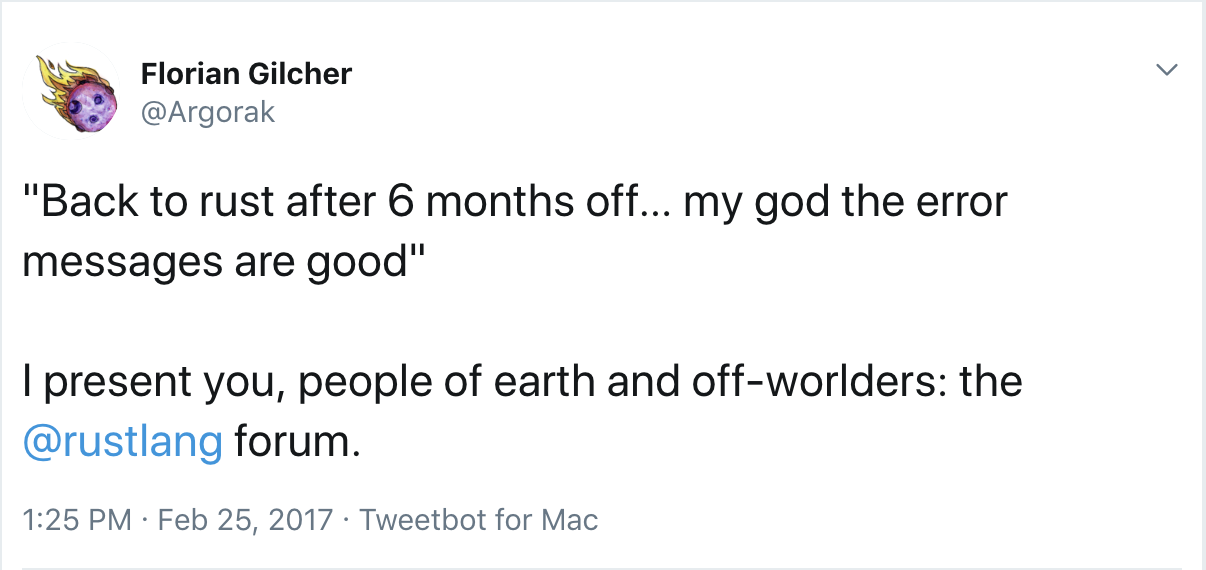 Florian Gilcher
@Argorak
"Back to rust after 6 months off... my god the error
messages are good"
I present you, people of earth and off-worlders: the
@rustlang forum.
1:25 PM · Feb 25, 2017 · Tweetbot for Mac